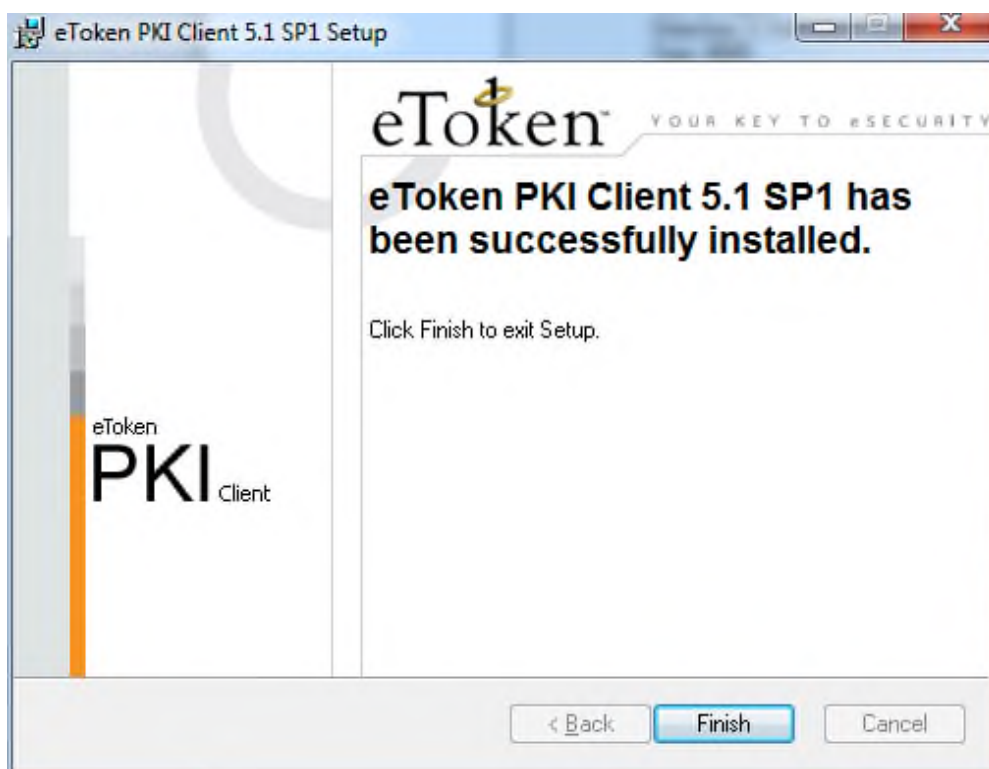 eToken PKI Client 5.1 SP1 Setup
eToken™ YOUR KEY TO eSECURITY
eToken PKI Client 5.1 SP1 has
been successfully installed.
Click Finish to exit Setup.
eToken
PKI Client
< Back Finish Cancel